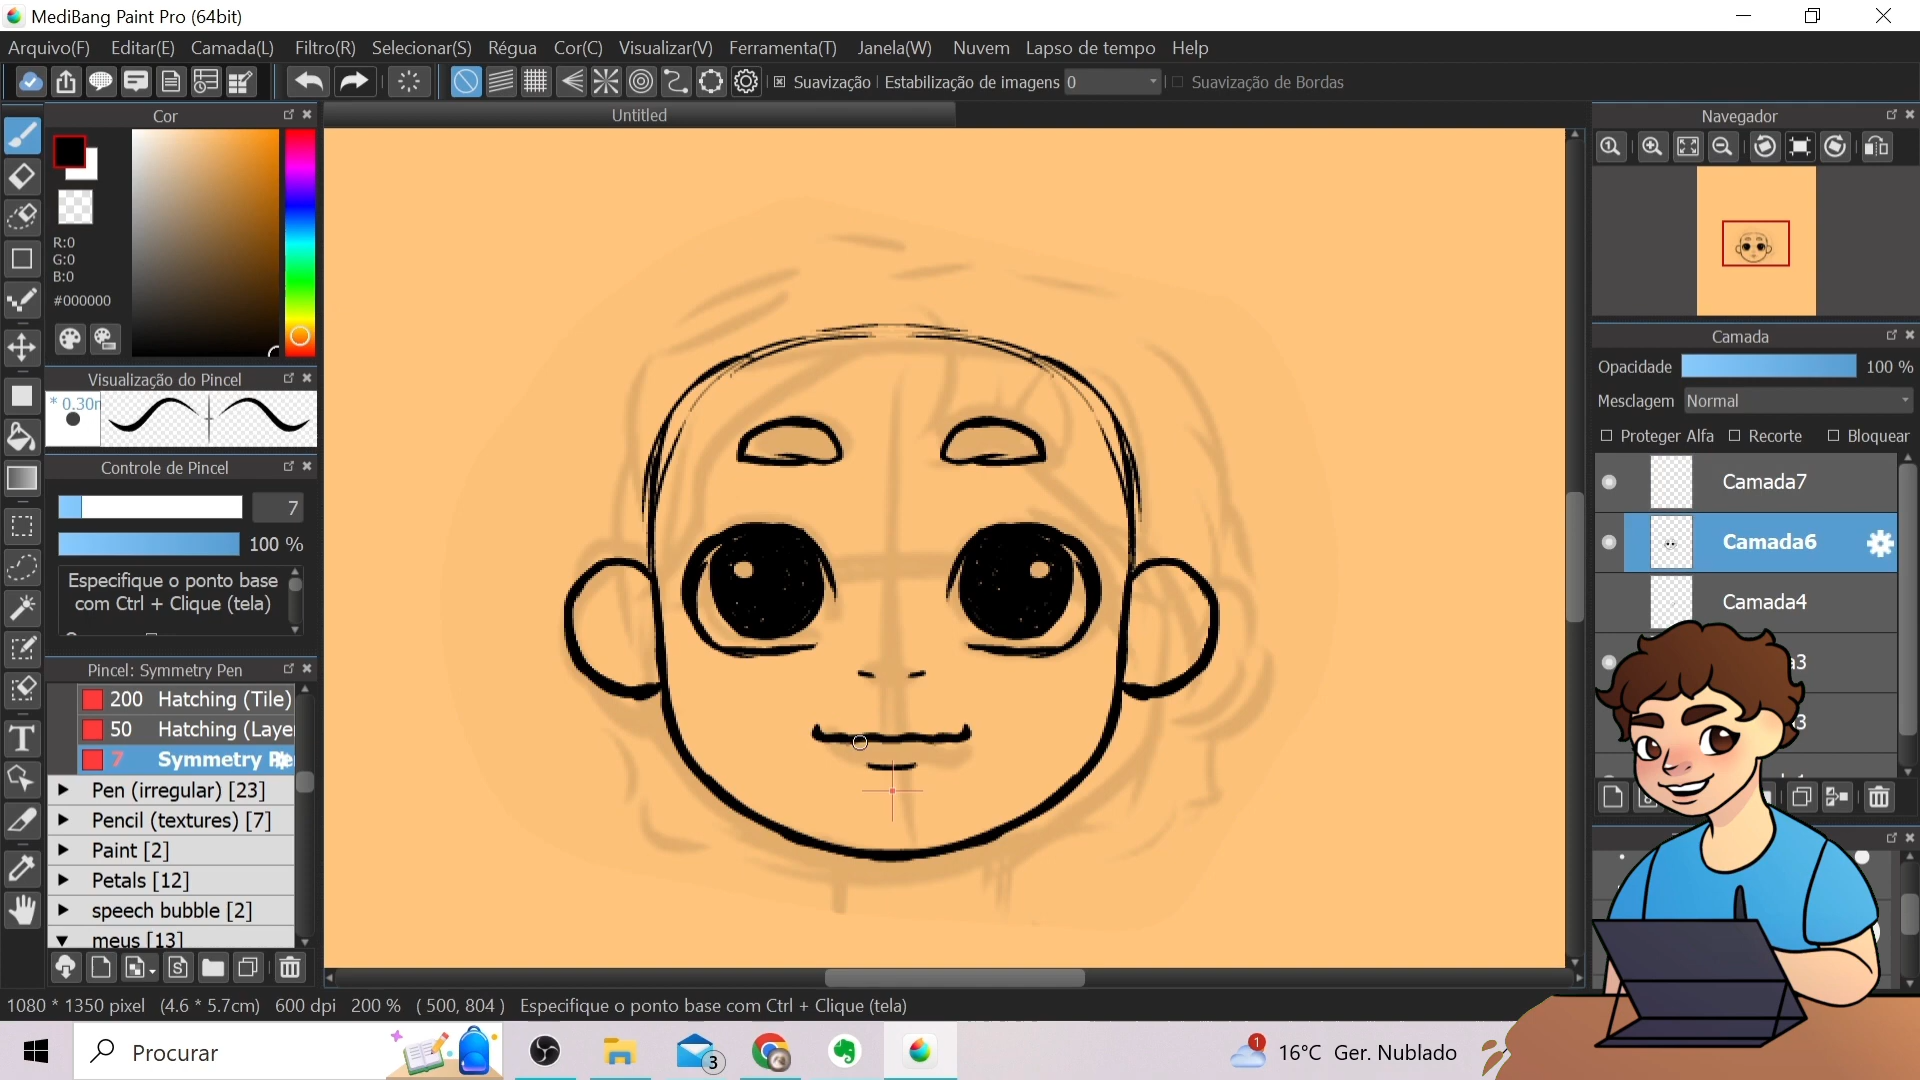 MediBang Paint Pro (64bit)
Arquivo(F) Editar(E) Camada(L) Filtro(R) Selecionar(S) Régua Cor(C) Visualizar(V) Ferramenta(T) Janela(W) Nuvem Lapso de tempo Help
Suavização Estabilização de imagens 0 Suavização de Bordas
Cor
Untitled
Navegador
R:0
G:0
B:0
#000000
Camada
Opacidade 100 %
Visualização do Pincel
* 0.30
Mesclagem Normal
Proteger Alfa Recorte Bloquear
Controle de Pincel
7
100 %
Especifique o ponto base
com Ctrl + Clique (tela)
Camada7
Camada6
Camada4
Pincel: Symmetry Pen
200 Hatching (Tile)
50 Hatching (Laye
7 Symmetry
Pen (irregular) [23]
Pencil (textures) [7]
Paint [2]
Petals [12]
speech bubble [2]
meus [13]
1080 * 1350 pixel (4.6 * 5.7cm) 600 dpi 200 % ( 500, 804 ) Especifique o ponto base com Ctrl + Clique (tela)
Procurar
3
1
16°C Ger. Nublado